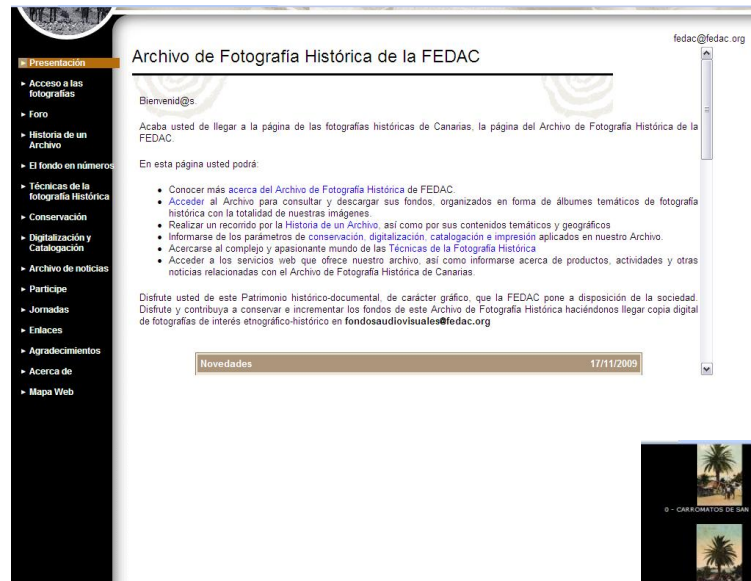 fedac@fedac.org
Presentación
Acceso a las
fotografías
Foro
Historia de un
Archivo
El fondo en números
Técnicas de la
fotografía Histórica
Conservación
Digitalización y
Catalogación
Archivo de noticias
Participe
Jornadas
Enlaces
Agradecimientos
Acerca de
Mapa Web
Archivo de Fotografía Histórica de la FEDAC
Bienvenid@s.
Acaba usted de llegar a la página de las fotografías históricas de Canarias, la página del Archivo de Fotografía Histórica de la
FEDAC.
En esta página usted podrá:
Conocer más acerca del Archivo de Fotografía Histórica de FEDAC.
Acceder al Archivo para consultar y descargar sus fondos, organizados en forma de álbumes temáticos de fotografía
histórica con la totalidad de nuestras imágenes.
Realizar un recorrido por la Historia de un Archivo, así como por sus contenidos temáticos y geográficos
Informarse de los parámetros de conservación, digitalización, catalogación e impresión aplicados en nuestro Archivo.
Acercarse al complejo y apasionante mundo de las Técnicas de la Fotografía Histórica
Acceder a los servicios web que ofrece nuestro archivo, así como informarse acerca de productos, actividades y otras
noticias relacionadas con el Archivo de Fotografía Histórica de Canarias.
Disfrute usted de este Patrimonio histórico-documental, de carácter gráfico, que la FEDAC pone a disposición de la sociedad.
Disfrute y contribuya a conservar e incrementar los fondos de este Archivo de Fotografía Histórica haciéndonos llegar copia digital
de fotografías de interés etnográfico-histórico en fondosaudiovisuales@fedac.org
Novedades 17/11/2009
0 - CARROMATOS DE SAN